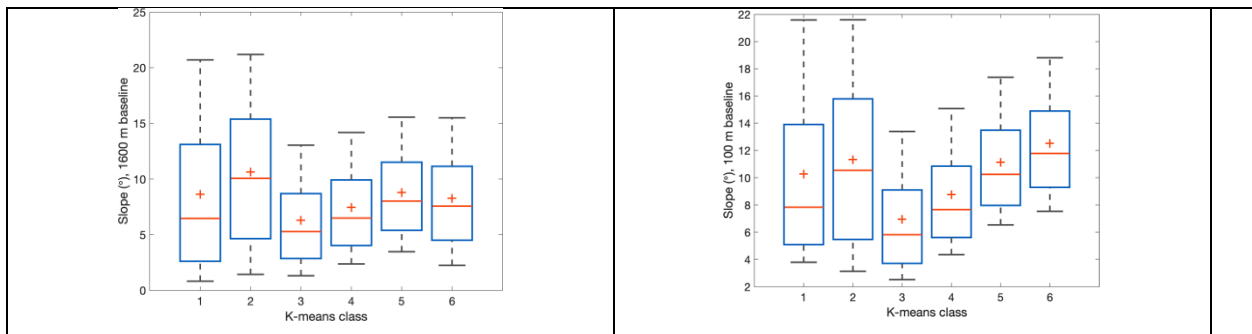 25
20
15
10
5
0
Slope (°), 1600 m baseline
1 2 3 4 5 6
K-means class
22
20
18
16
14
12
10
8
6
4
2
Slope (°), 100 m baseline
1 2 3 4 5 6
K-means class